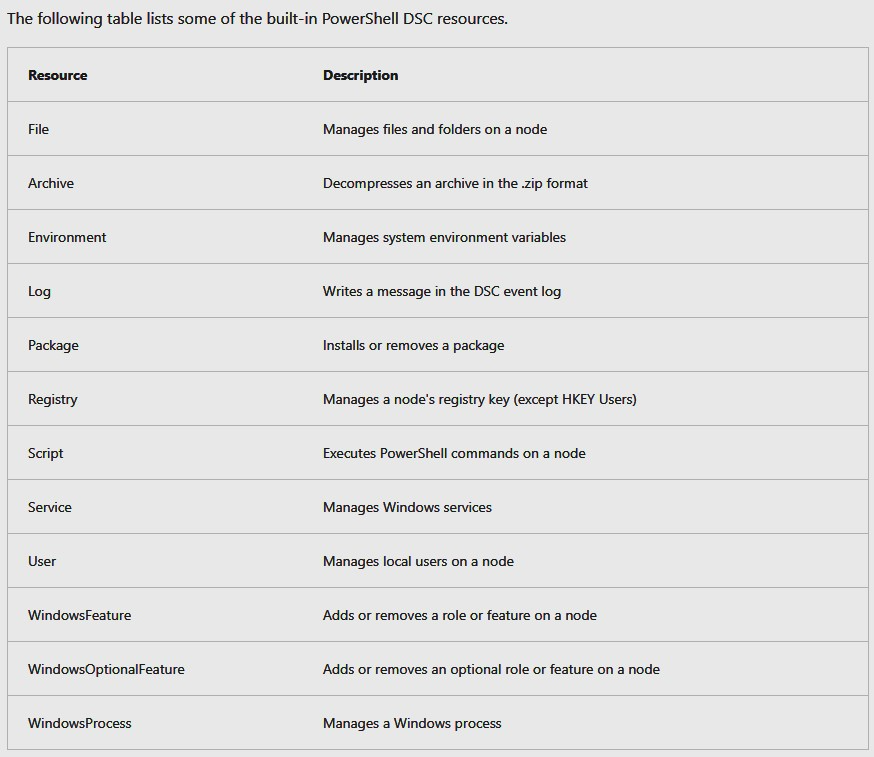 The following table lists some of the built-in PowerShell DSC resources.
Resource Description
File Manages files and folders on a node
Archive Decompresses an archive in the .zip format
Environment Manages system environment variables
Log Writes a message in the DSC event log
Package Installs or removes a package
Registry Manages a node's registry key (except HKEY Users)
Script Executes PowerShell commands on a node
Service Manages Windows services
User Manages local users on a node
WindowsFeature Adds or removes a role or feature on a node
WindowsOptionalFeature Adds or removes an optional role or feature on a node
WindowsProcess Manages a Windows process